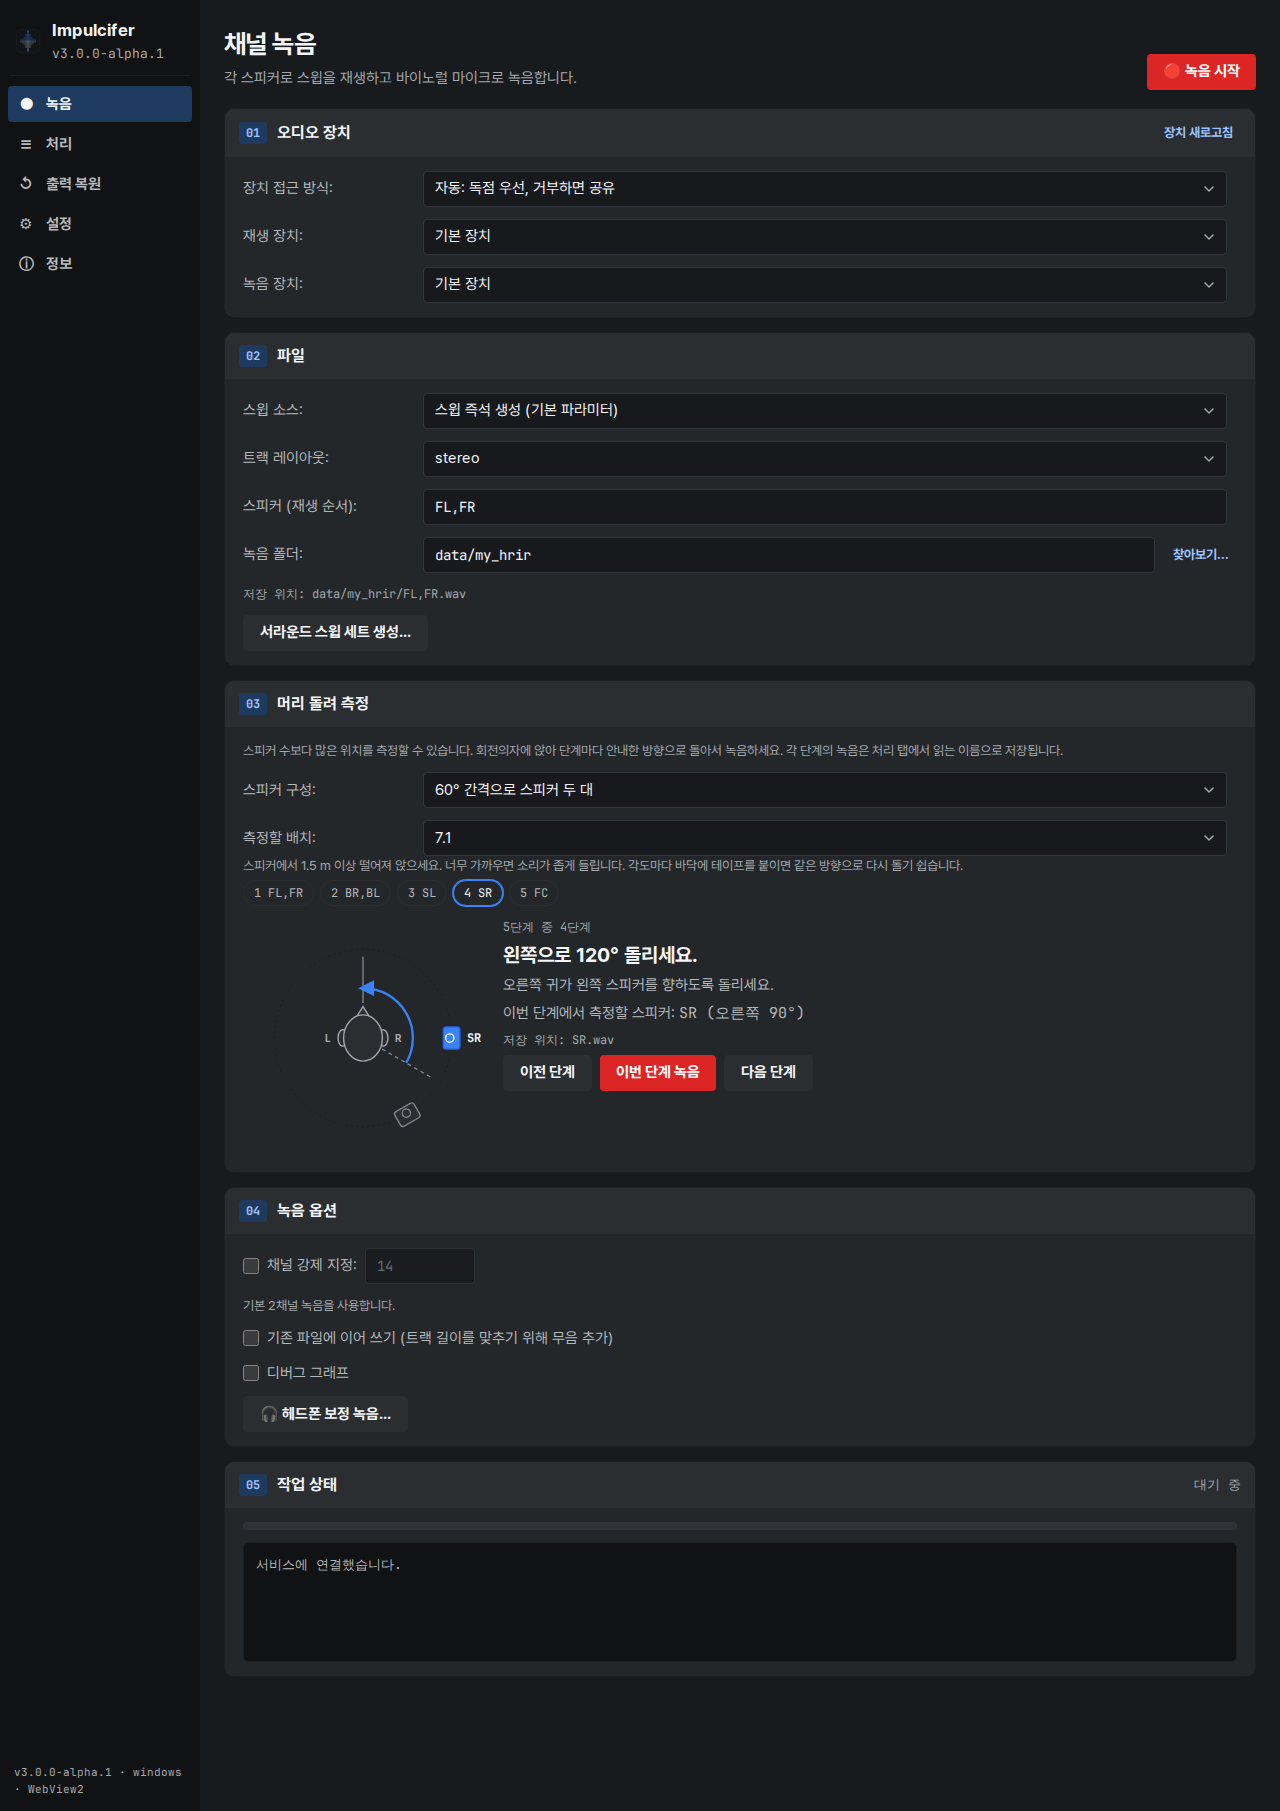 Impulcifer
v3.0.0-alpha.1
녹음
처리
출력 복원
설정
정보
v3.0.0-alpha.1 · windows
· WebView2
채널 녹음
각 스피커로 스윕을 재생하고 바이노럴 마이크로 녹음합니다.
녹음 시작
01 오디오 장치
장치 새로고침
장치 접근 방식: 자동: 독점 우선, 거부하면 공유
재생 장치: 기본 장치
녹음 장치: 기본 장치
02 파일
스윕 소스: 스윕 즉석 생성 (기본 파라미터)
트랙 레이아웃: stereo
스피커 (재생 순서): FL,FR
녹음 폴더: data/my_hrir 찾아보기...
저장 위치: data/my_hrir/FL,FR.wav
서라운드 스윕 세트 생성...
03 머리 돌려 측정
스피커 수보다 많은 위치를 측정할 수 있습니다. 회전의자에 앉아 단계마다 안내한 방향으로 돌아서 녹음하세요. 각 단계의 녹음은 처리 탭에서 읽는 이름으로 저장됩니다.
스피커 구성: 60° 간격으로 스피커 두 대
측정할 배치: 7.1
스피커에서 1.5 m 이상 떨어져 앉으세요. 너무 가까우면 소리가 좁게 들립니다. 각도마다 바닥에 테이프를 붙이면 같은 방향으로 다시 돌기 쉽습니다.
1 FL,FR 2 BR,BL 3 SL 4 SR 5 FC
5단계 중 4단계
왼쪽으로 120° 돌리세요.
오른쪽 귀가 왼쪽 스피커를 향하도록 돌리세요.
이번 단계에서 측정할 스피커: SR (오른쪽 90°)
저장 위치: SR.wav
이전 단계 이번 단계 녹음 다음 단계
L R SR
04 녹음 옵션
채널 강제 지정: 14
기본 2채널 녹음을 사용합니다.
기존 파일에 이어 쓰기 (트랙 길이를 맞추기 위해 무음 추가)
디버그 그래프
헤드폰 보정 녹음...
05 작업 상태
대기 중
서비스에 연결했습니다.